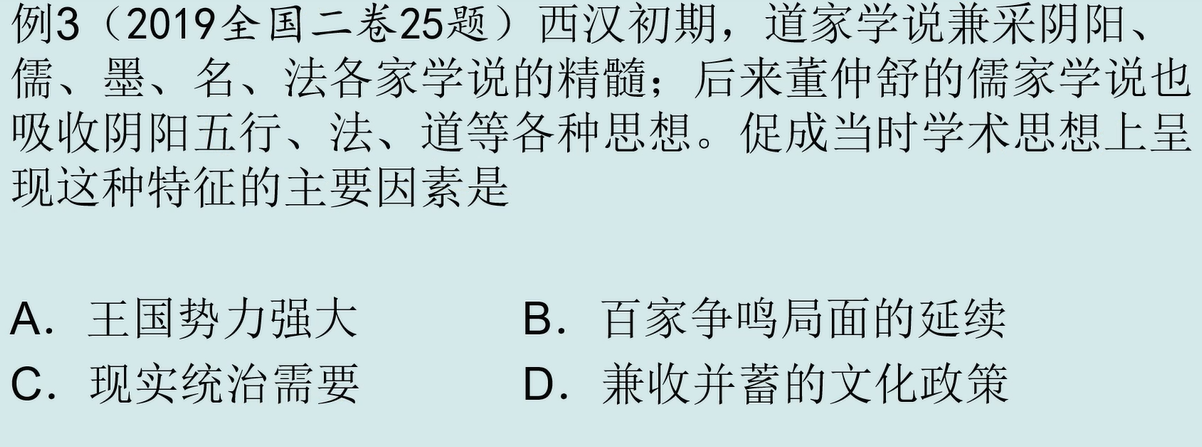 例3（2019全国二卷25题）西汉初期，道家学说兼采阴阳、
儒、墨、名、法各家学说的精髓；后来董仲舒的儒家学说也
吸收阴阳五行、法、道等各种思想。促成当时学术思想上呈
现这种特征的主要因素是
A．王国势力强大 B．百家争鸣局面的延续
C．现实统治需要 D．兼收并蓄的文化政策